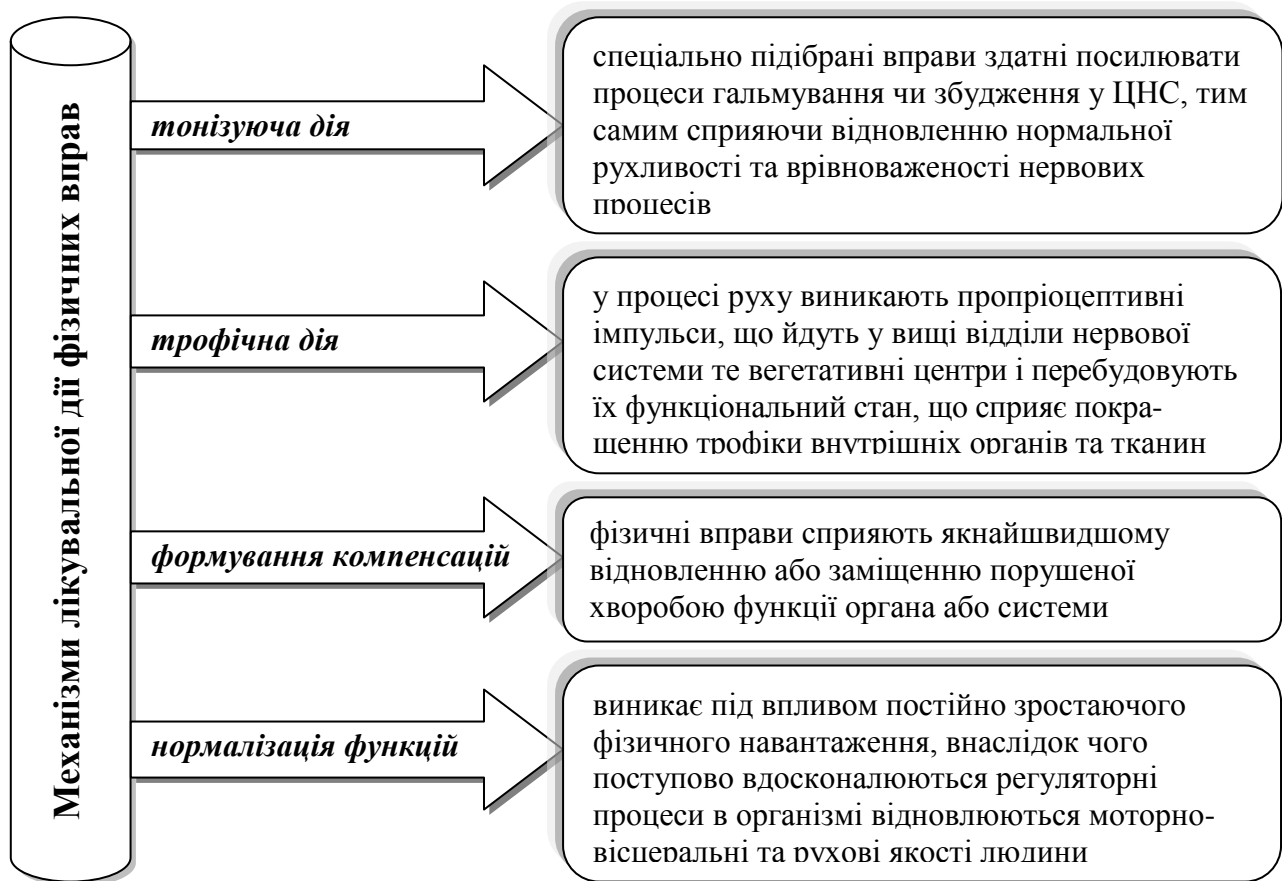 Механізми лікувальної дії фізичних вправ
тонізуюча дія
спеціально підібрані вправи здатні посилювати
процеси гальмування чи збудження у ЦНС, тим
самим сприяючи відновленню нормальної
рухливості та врівноваженості нервових
процесів
трофічна дія
у процесі руху виникають пропріоцептивні
імпульси, що йдуть у вищі відділи нервової
системи те вегетативні центри і перебудовують
їх функціональний стан, що сприяє покра-
щенню трофіки внутрішніх органів та тканин
формування компенсацій
фізичні вправи сприяють якнайшвидшому
відновленню або заміщенню порушеної
хворобою функції органа або системи
нормалізація функцій
виникає під впливом постійно зростаючого
фізичного навантаження, внаслідок чого
поступово вдосконалюються регуляторні
процеси в організмі відновлюються моторно-
вісцеральні та рухові якості людини